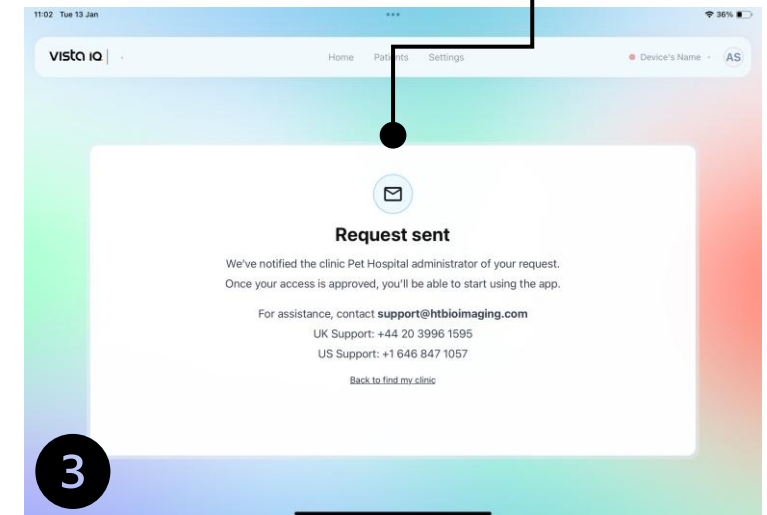 11:02 Tue 13 Jan
36%
vista iQ
Home Patients Settings
Device's Name
AS
Request sent
We've notified the clinic Pet Hospital administrator of your request.
Once your access is approved, you'll be able to start using the app.
For assistance, contact support@htbioimaging.com
UK Support: +44 20 3996 1595
US Support: +1 646 847 1057
Back to find my clinic
3